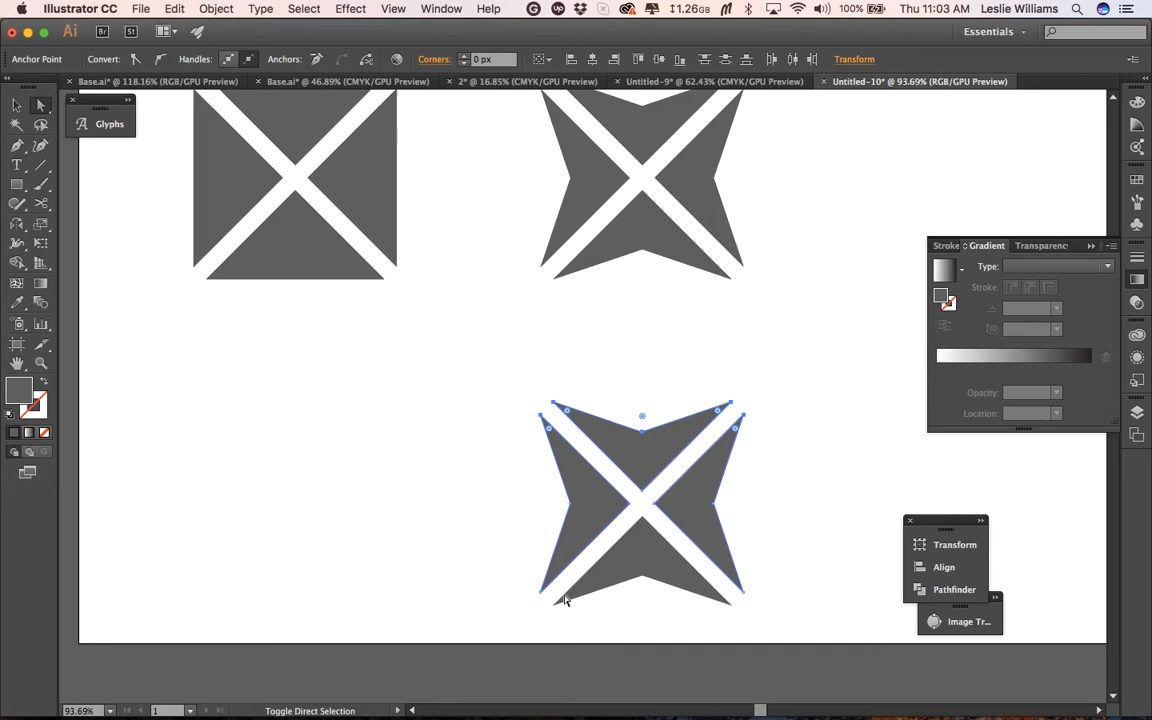 Illustrator CC File Edit Object Type Select Effect View Window Help 1.26GB 100% Wed 11:03 AM Leslie Williams
Ai Br St Essentials
Anchor Point Convert: Handles: Anchors: Corners: 0 px Transform
Base.ai* @ 118.16% (RGB/GPU Preview) Base.ai* @ 46.89% (CMYK/GPU Preview) 2* @ 16.85% (CMYK/GPU Preview) Untitled-9* @ 62.43% (CMYK/GPU Preview) Untitled-10* @ 93.69% (RGB/GPU Preview)
Glyphs
Stroke Gradient Transparency
Type:
Stroke:
Opacity:
Location:
Transform
Align
Pathfinder
Image Tr...
93.69% 1 Toggle Direct Selection